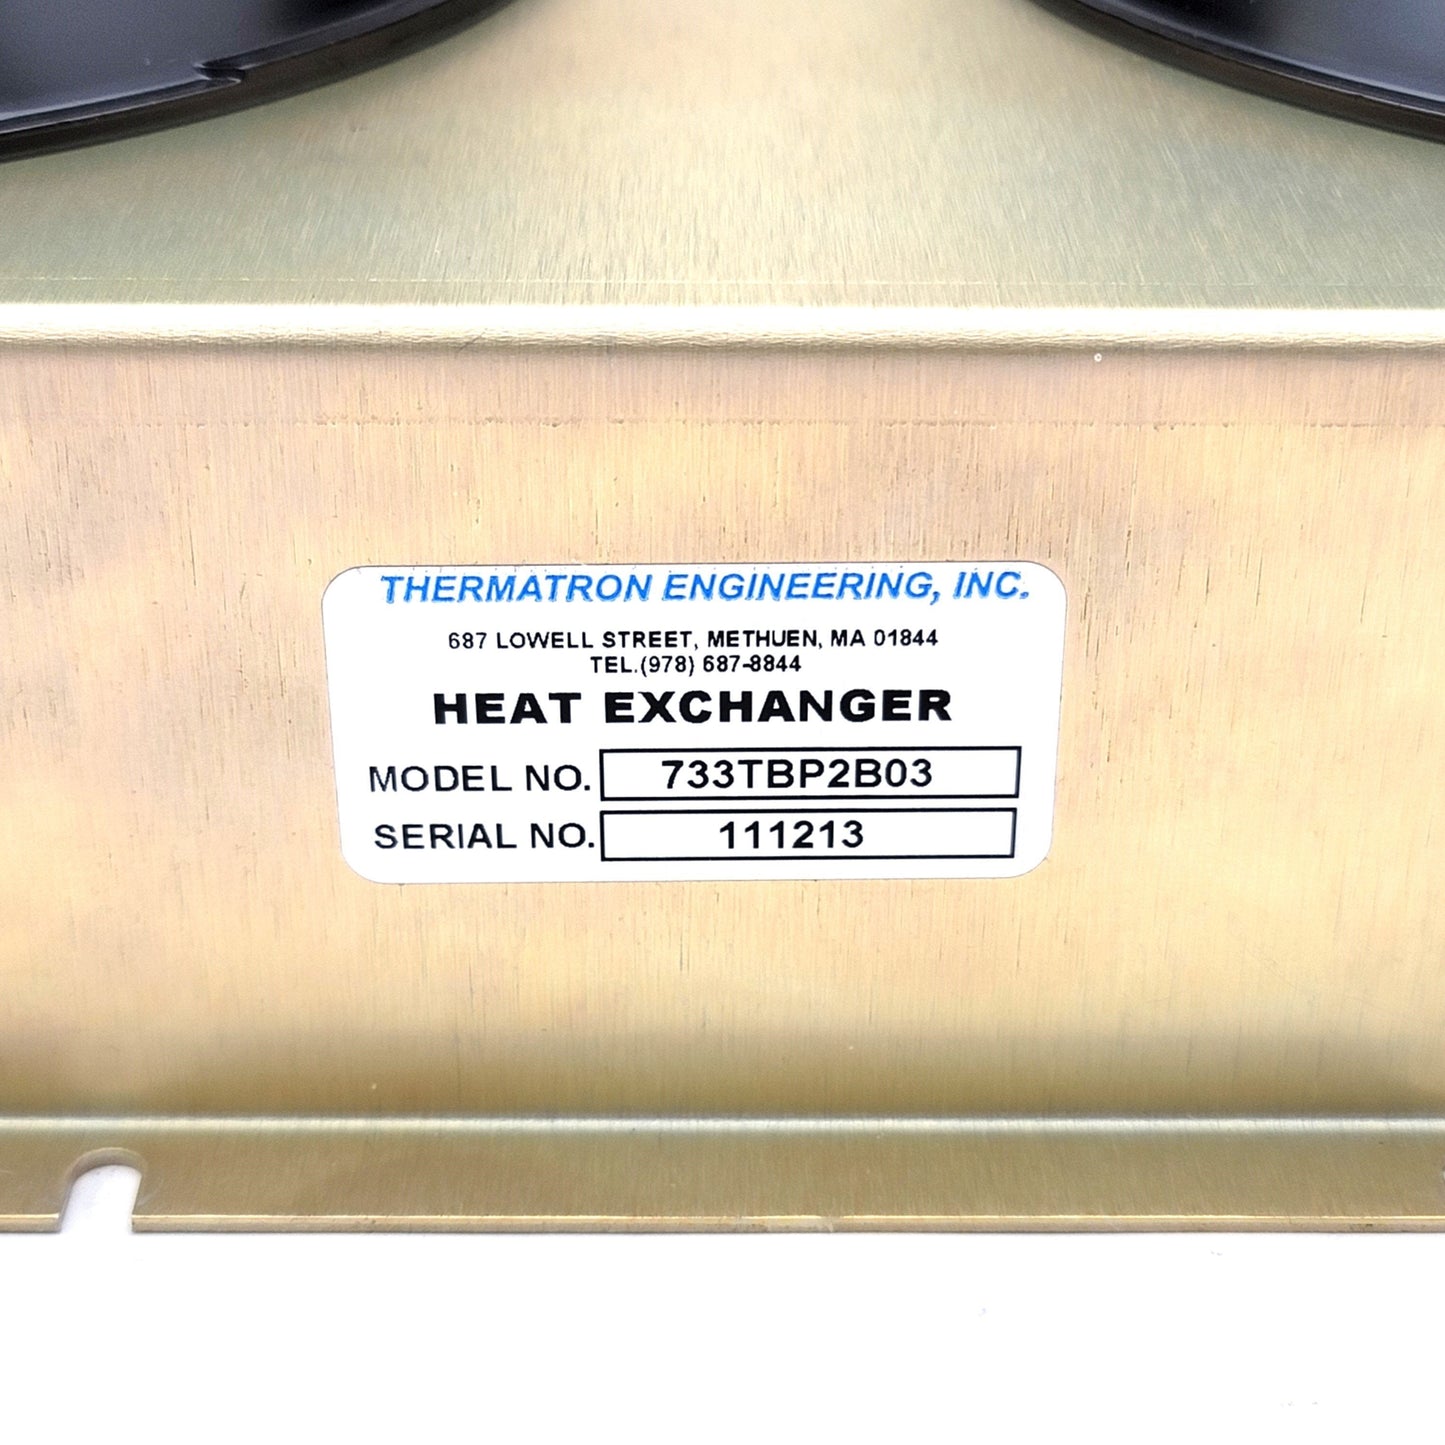 THERMATRON ENGINEERING, INC.
687 LOWELL STREET, METHUEN, MA 01844
TEL.(978) 687-8844
HEAT EXCHANGER
MODEL NO. 733TBP2B03
SERIAL NO. 111213